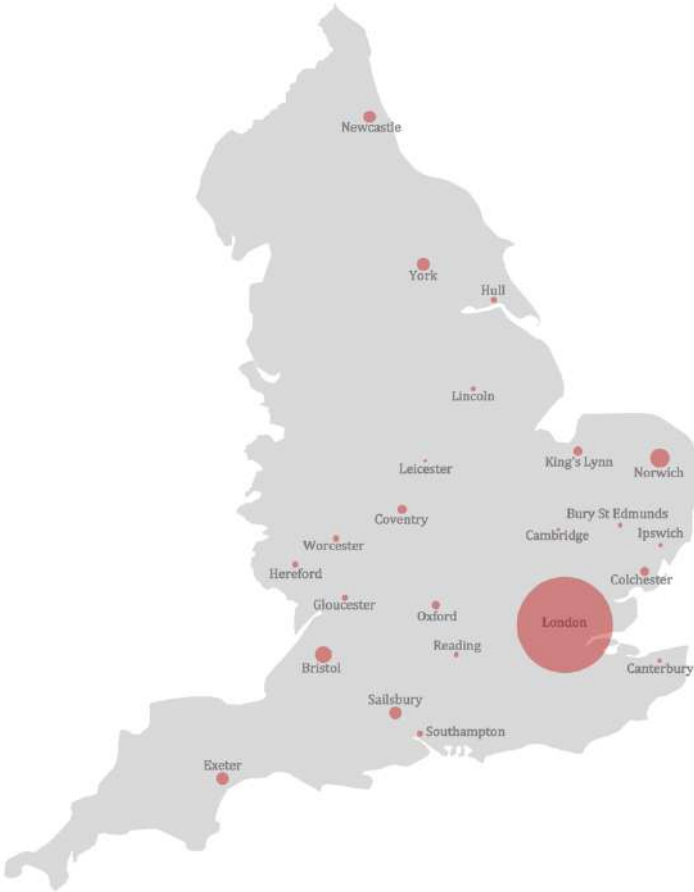 Newcastle
York
Hull
Lincoln
King's Lynn
Norwich
Leicester
Coventry
Bury St Edmunds
Cambridge
Ipswich
Worcester
Hereford
Colchester
Gloucester
Oxford
London
Reading
Bristol
Canterbury
Sailsbury
Southampton
Exeter